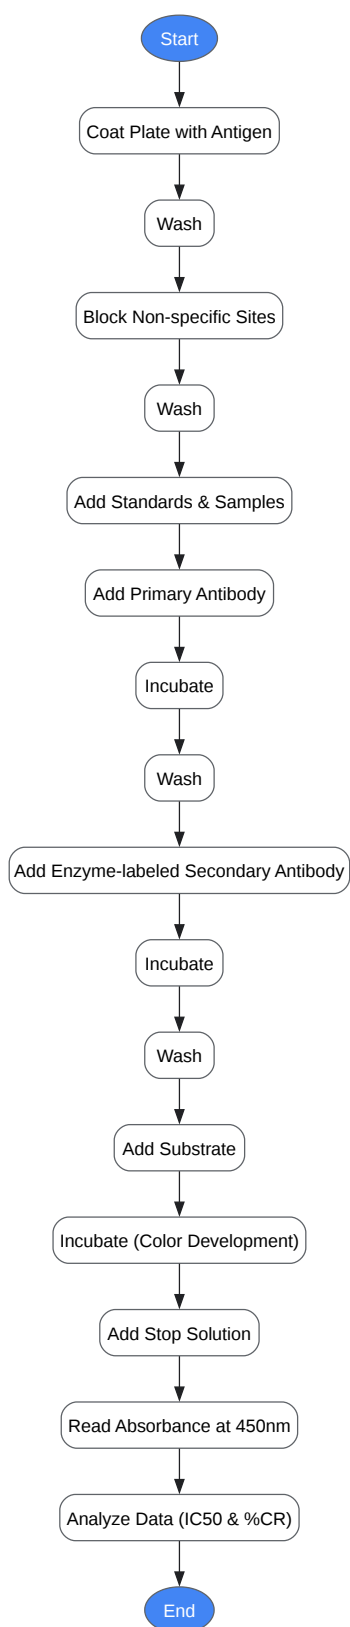 Start
Coat Plate with Antigen
Wash
Block Non-specific Sites
Wash
Add Standards & Samples
Add Primary Antibody
Incubate
Wash
Add Enzyme-labeled Secondary Antibody
Incubate
Wash
Add Substrate
Incubate (Color Development)
Add Stop Solution
Read Absorbance at 450nm
Analyze Data (IC50 & %CR)
End